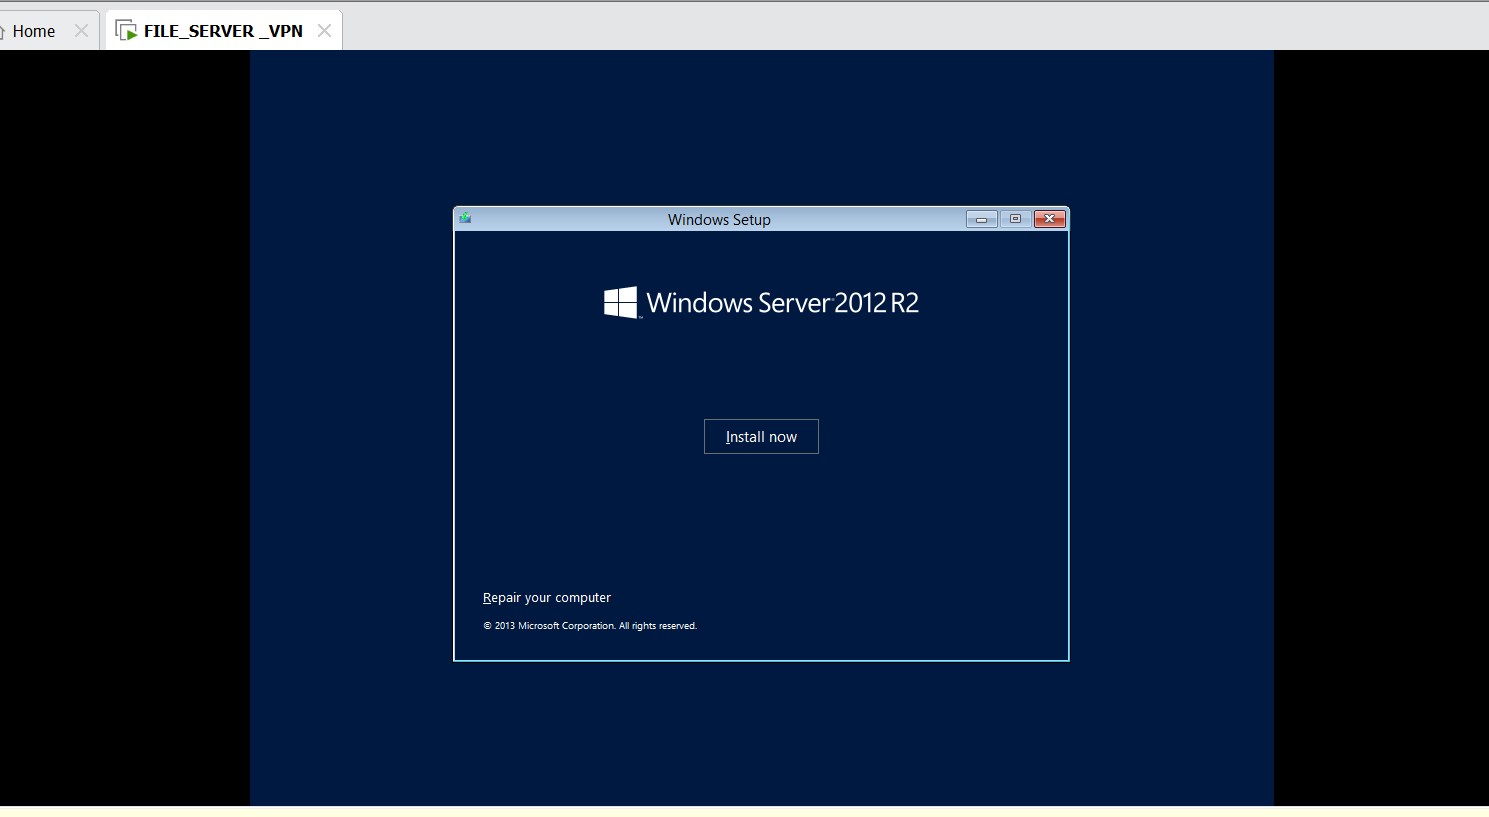 Home
FILE_SERVER _VPN
Windows Setup
Windows Server 2012 R2
Install now
Repair your computer
© 2013 Microsoft Corporation. All rights reserved.